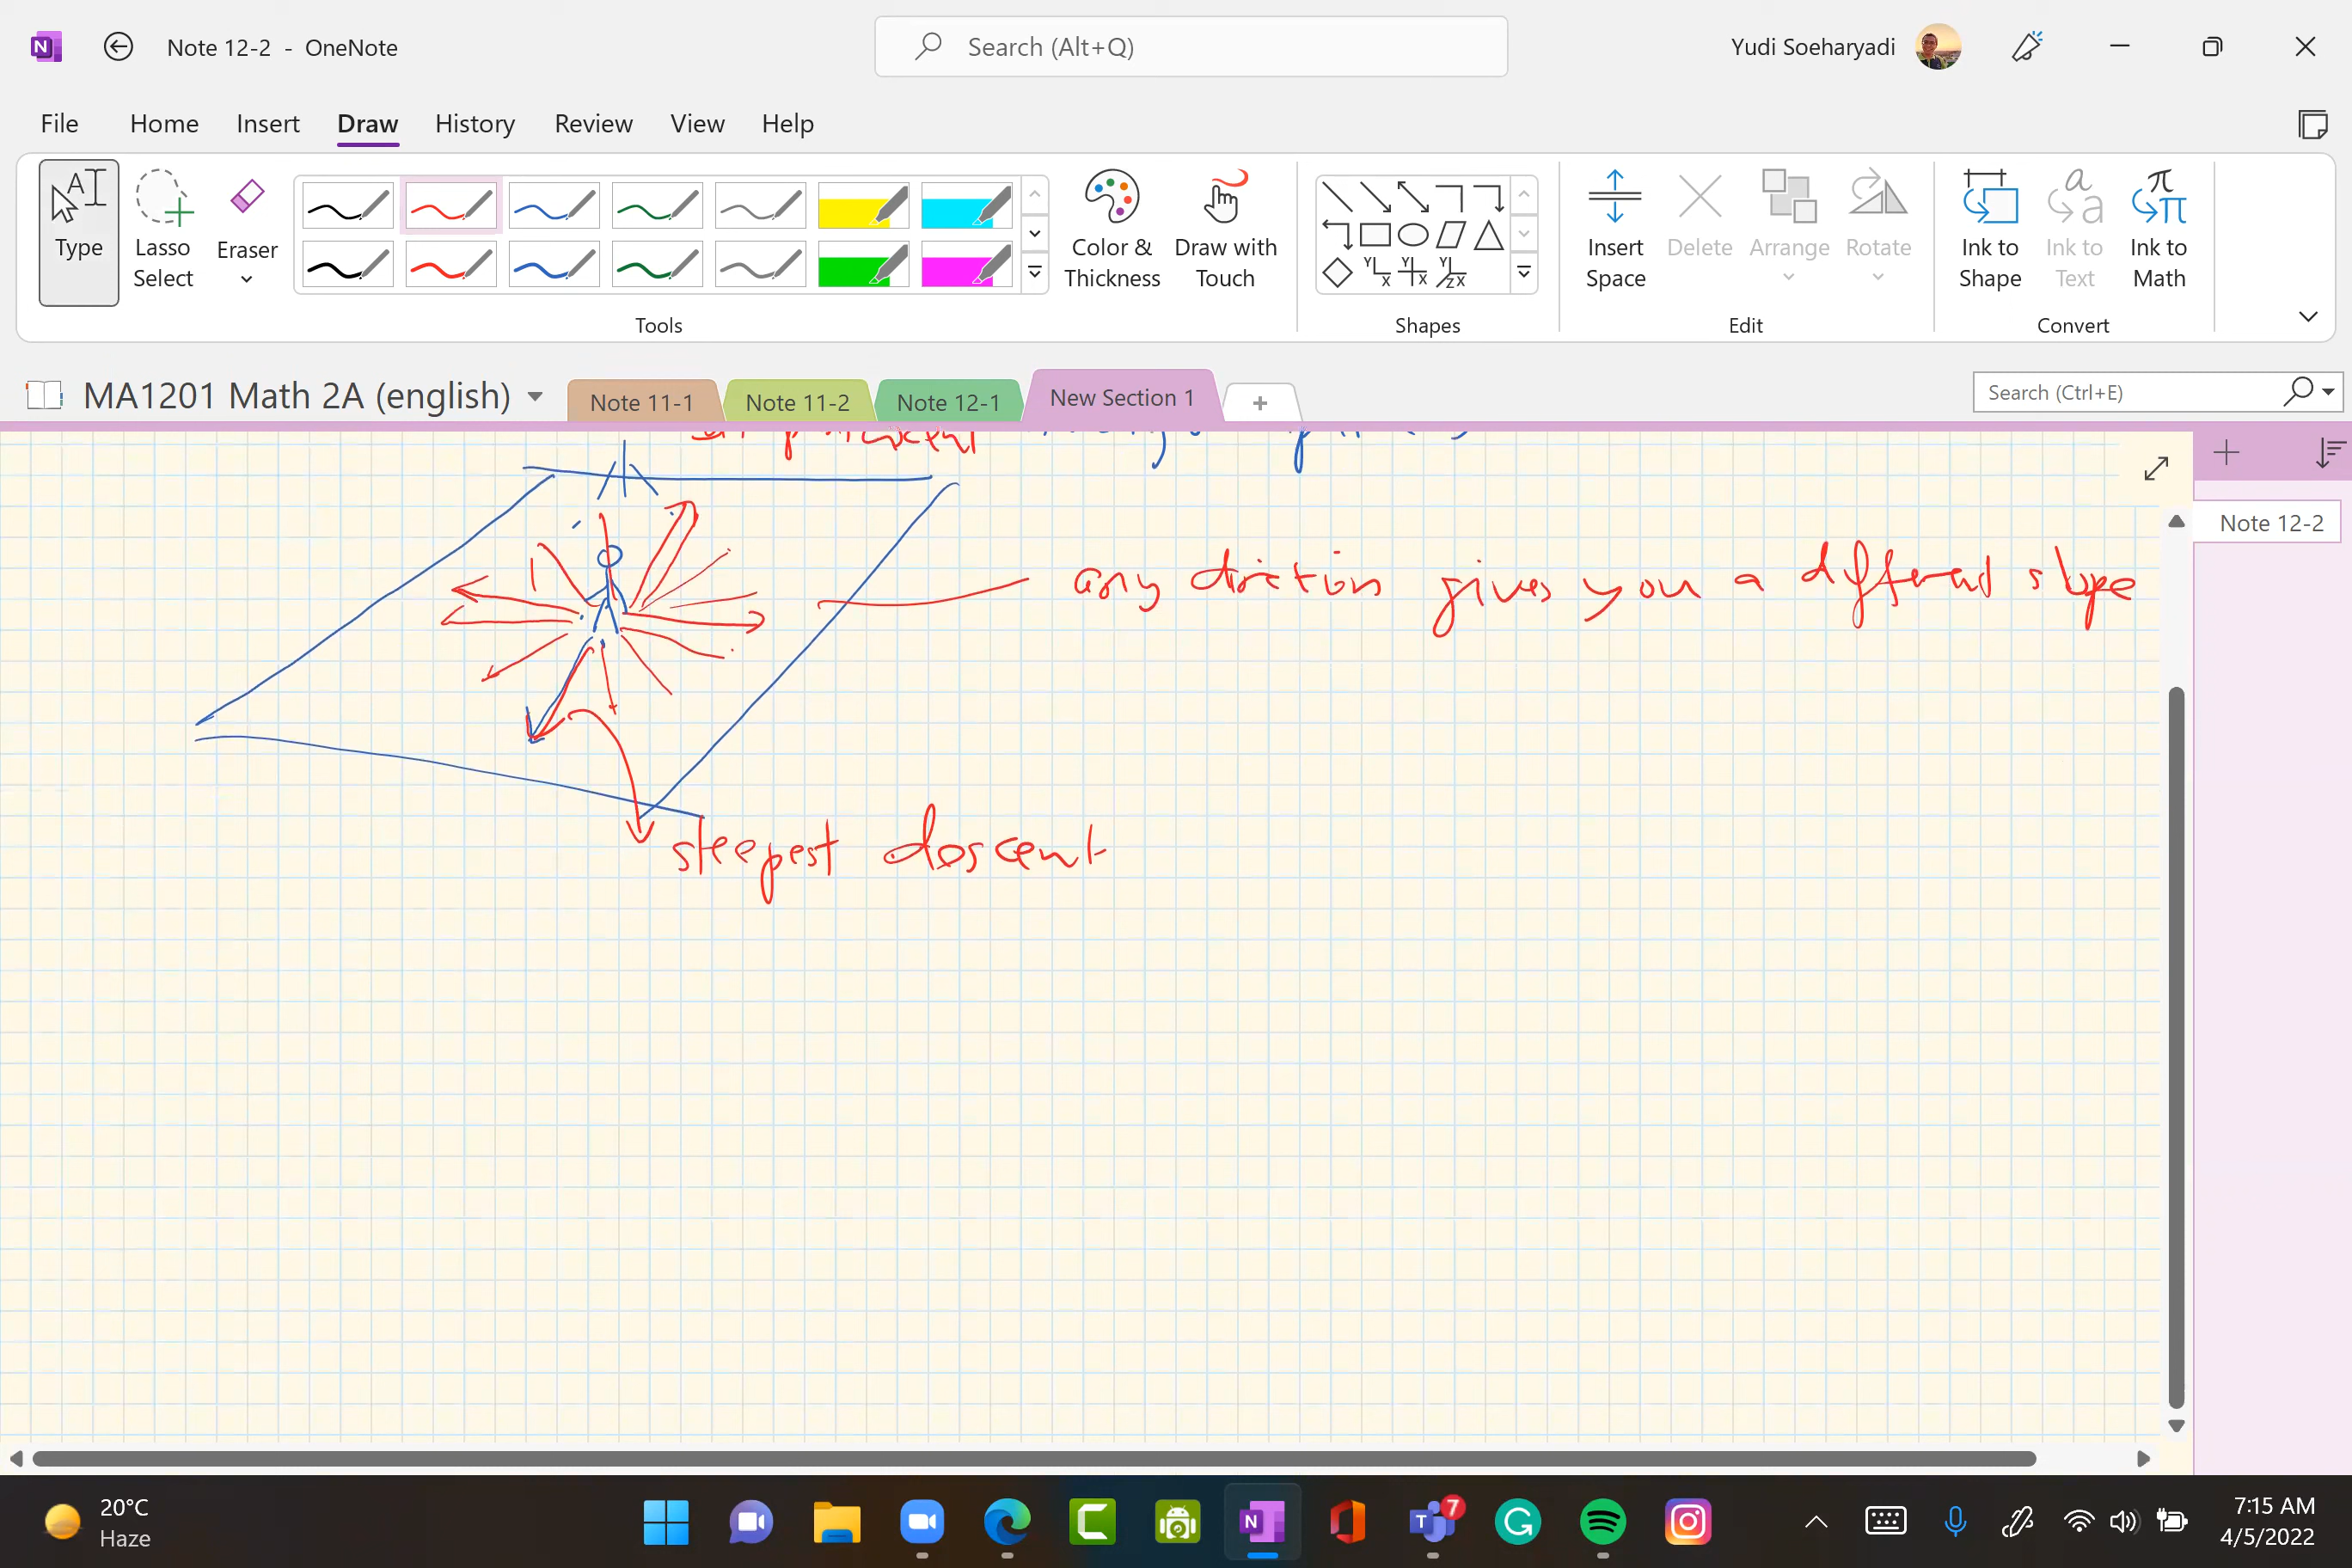 Note 12-2 - OneNote
Search (Alt+Q)
Yudi Soeharyadi
File Home Insert Draw History Review View Help
Type
Lasso Select
Eraser
Color & Thickness
Draw with Touch
Insert Space
Delete
Arrange
Rotate
Ink to Shape
Ink to Text
Ink to Math
Tools
Shapes
Edit
Convert
MA1201 Math 2A (english)
Note 11-1
Note 11-2
Note 12-1
New Section 1
Search (Ctrl+E)
Note 12-2
any diriction gives you a different slope
steepest descent
20°C
Haze
7
7:15 AM
4/5/2022